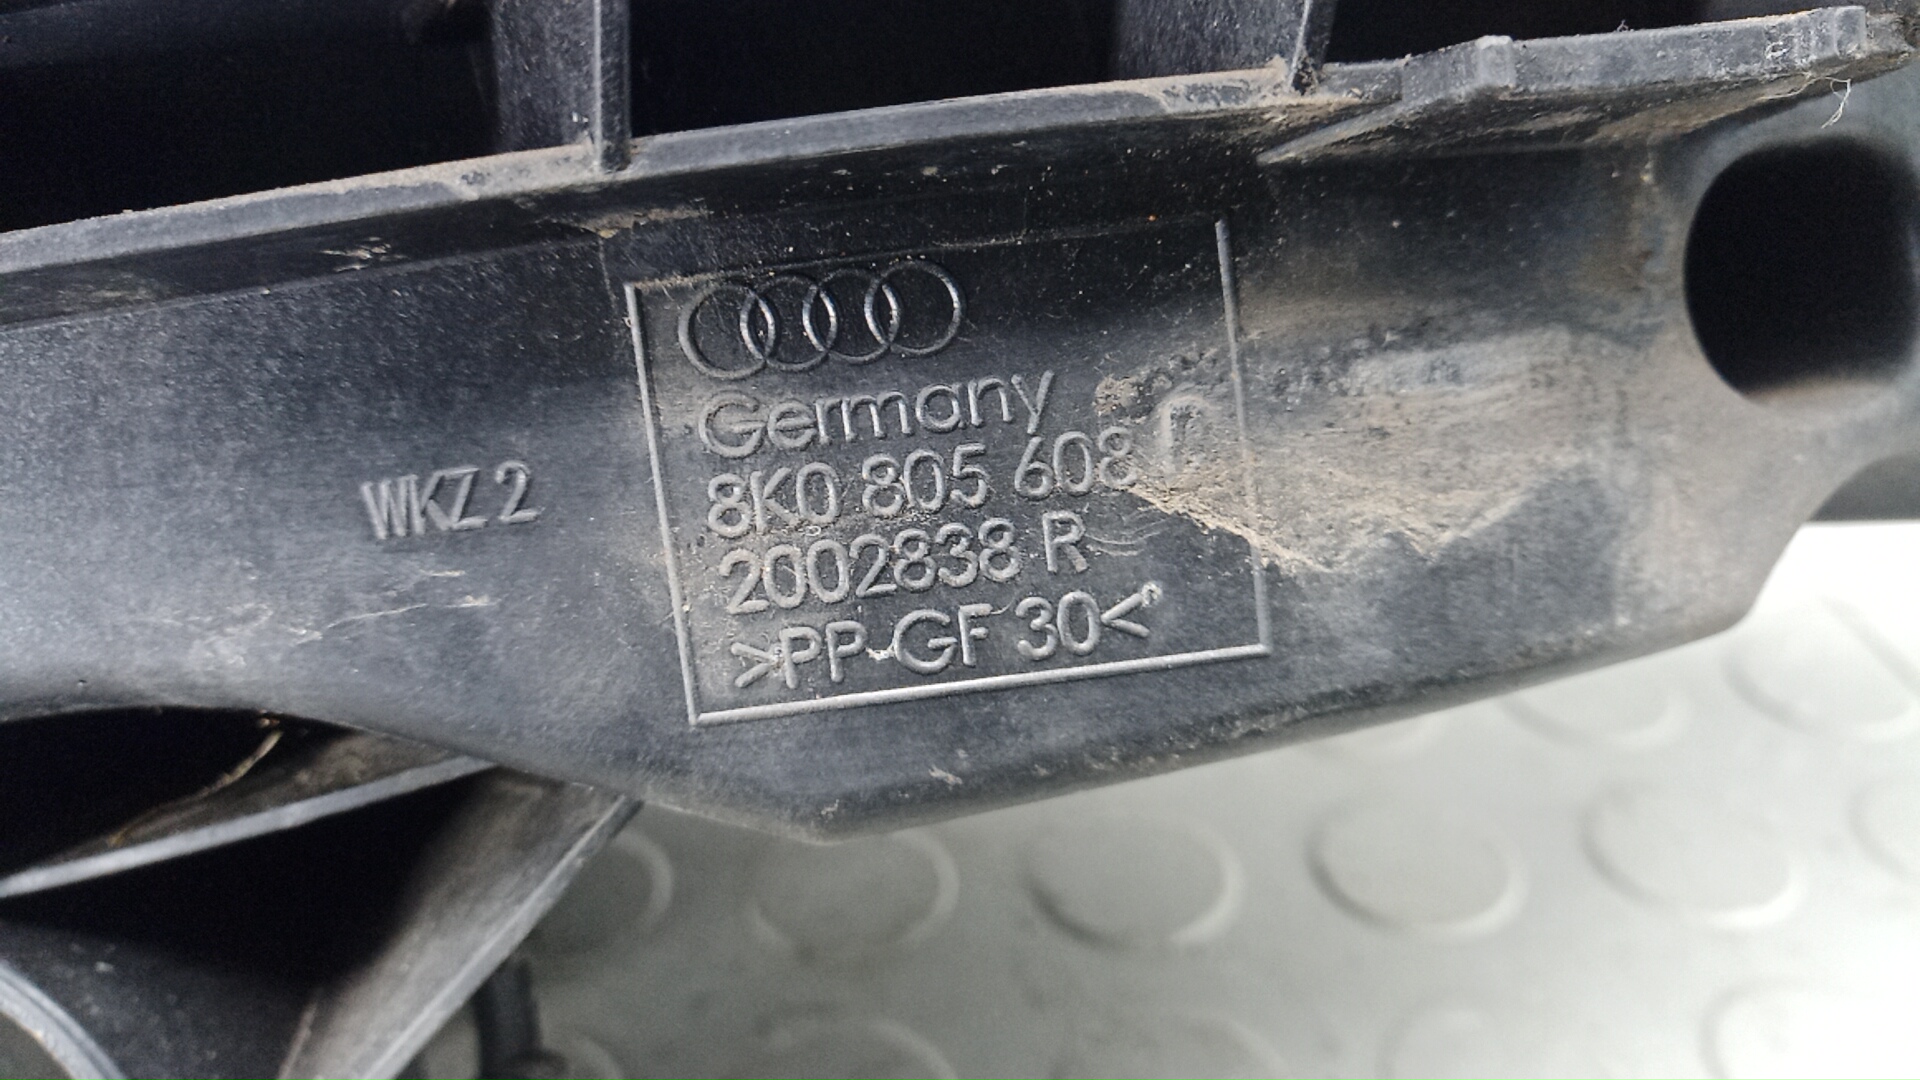 WKZ 2
Germany
8K0 805 608
2002838 R
>PP-GF 30<